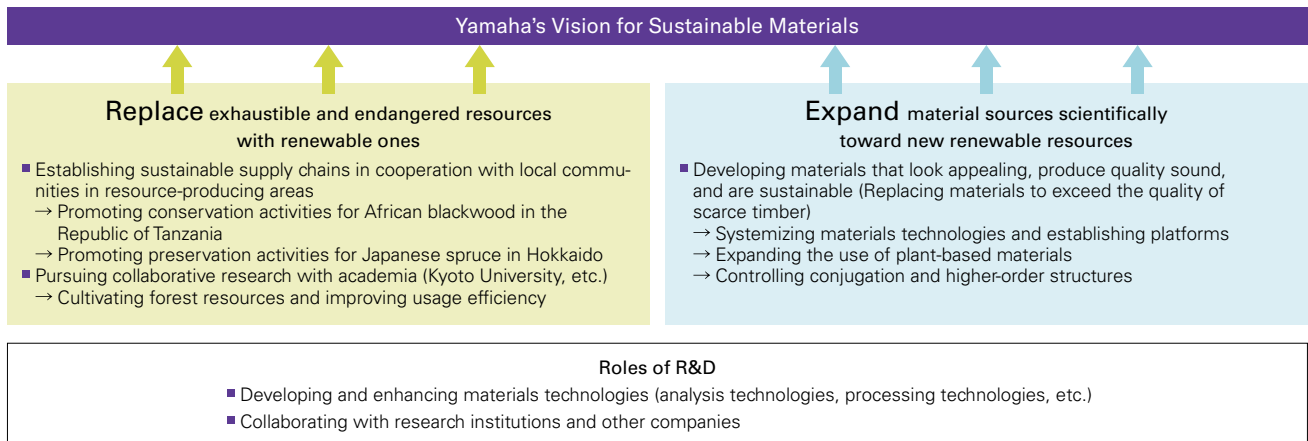 Yamaha's Vision for Sustainable Materials
Replace exhaustible and endangered resources
with renewable ones
■ Establishing sustainable supply chains in cooperation with local commu-
nities in resource-producing areas
→ Promoting conservation activities for African blackwood in the
Republic of Tanzania
→ Promoting preservation activities for Japanese spruce in Hokkaido
■ Pursuing collaborative research with academia (Kyoto University, etc.)
→ Cultivating forest resources and improving usage efficiency
Expand material sources scientifically
toward new renewable resources
■ Developing materials that look appealing, produce quality sound,
and are sustainable (Replacing materials to exceed the quality of
scarce timber)
→ Systemizing materials technologies and establishing platforms
→ Expanding the use of plant-based materials
→ Controlling conjugation and higher-order structures
Roles of R&D
■ Developing and enhancing materials technologies (analysis technologies, processing technologies, etc.)
■ Collaborating with research institutions and other companies